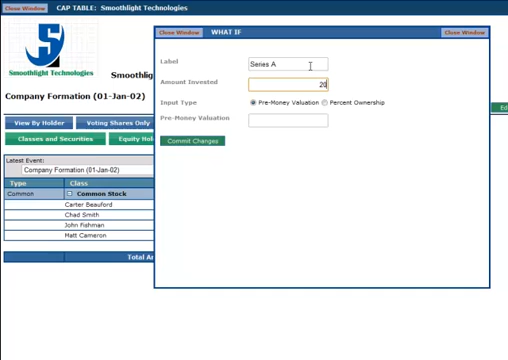 Close Window CAP TABLE: Smoothlight Technologies
Close Window WHAT IF Close Window
Label Series A
Amount Invested 20
Input Type Pre-Money Valuation Percent Ownership
Pre-Money Valuation
Commit Changes
Smoothlight Technologies
Smoothl
Company Formation (01-Jan-02)
View By Holder Voting Shares Only
Classes and Securities Equity Hol
Ed
Latest Event:
Company Formation (01-Jan-02)
Type Class
Common Common Stock
Carter Beauford
Chad Smith
John Fishman
Matt Cameron
Total Am